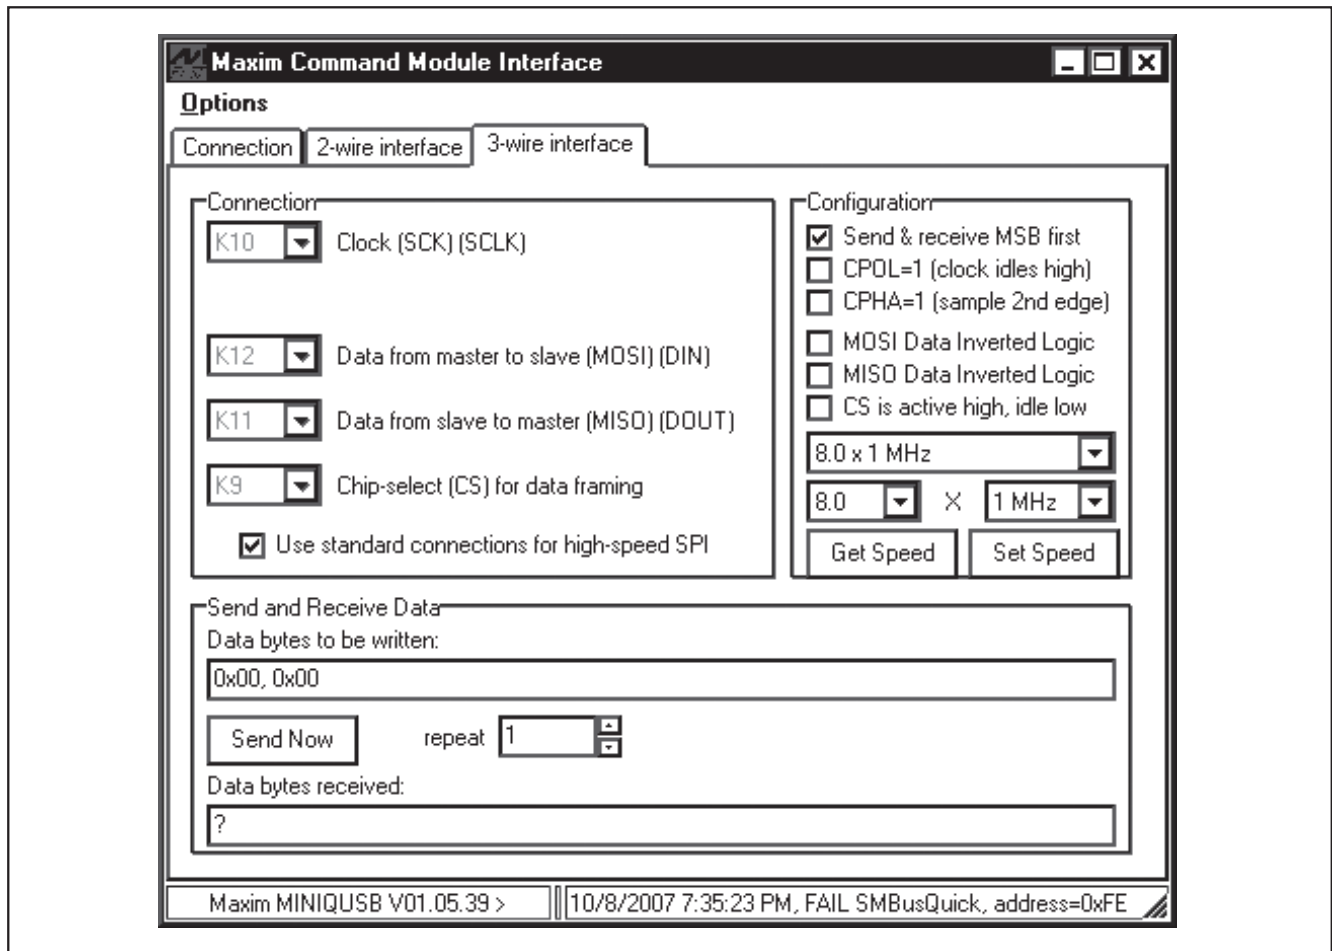 Maxim Command Module Interface
Options
Connection 2-wire interface 3-wire interface
Connection
K10 Clock (SCK) (SCLK)
K12 Data from master to slave (MOSI) (DIN)
K11 Data from slave to master (MISO) (DOUT)
K9 Chip-select (CS) for data framing
Use standard connections for high-speed SPI
Configuration
Send & receive MSB first
CPOL=1 (clock idles high)
CPHA=1 (sample 2nd edge)
MOSI Data Inverted Logic
MISO Data Inverted Logic
CS is active high, idle low
8.0 x 1 MHz
8.0 X 1 MHz
Get Speed Set Speed
Send and Receive Data
Data bytes to be written:
0x00, 0x00
Send Now repeat 1
Data bytes received:
?
Maxim MINIQUSB V01.05.39 > 10/8/2007 7:35:23 PM, FAIL SMBusQuick, address=0xFE